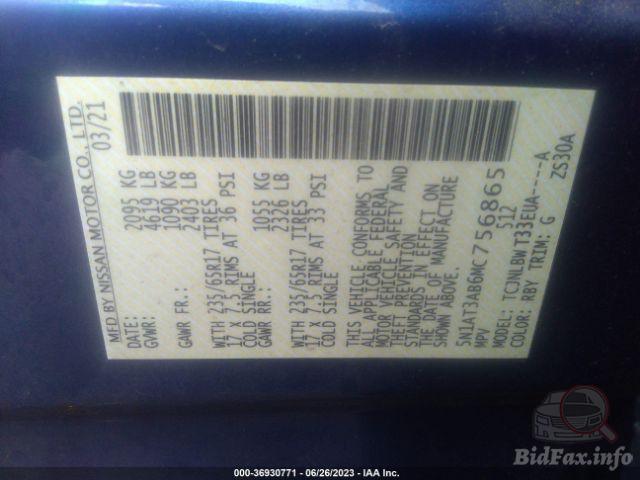 MFD BY NISSAN MOTOR CO., LTD.
DATE: 03/21
GVWR: 2095 KG
4619 LB
GAWR FR: 1090 KG
2403 LB
WITH 235/65R17 TIRES
17 X 7.5 RIMS AT 36 PSI
COLD SINGLE
GAWR RR: 1055 KG
2326 LB
WITH 235/65R17 TIRES
17 X 7.5 RIMS AT 33 PSI
COLD SINGLE
THIS VEHICLE CONFORMS TO
ALL APPLICABLE FEDERAL
MOTOR VEHICLE SAFETY AND
THEFT PREVENTION
STANDARDS IN EFFECT ON
THE DATE OF MANUFACTURE
SHOWN ABOVE.
5N1AT3AB6MC756865
MPV 512
MODEL: TCJNLBWT33EUA-----A
COLOR: RBY TRIM: G ZS30A
BidFax.info
000-36930771 - 06/26/2023 - IAA Inc.